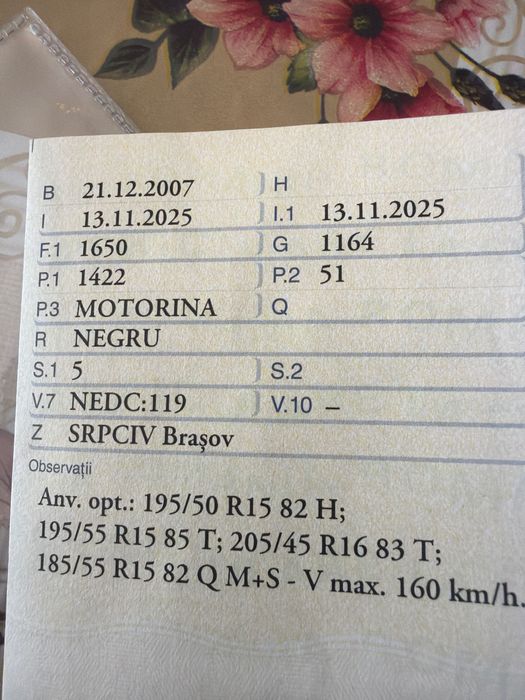 B 21.12.2007 H
I 13.11.2025 I.1 13.11.2025
F.1 1650 G 1164
P.1 1422 P.2 51
P.3 MOTORINA Q
R NEGRU
S.1 5 S.2
V.7 NEDC:119 V.10 –
Z SRPCIV Brașov
Observații
Anv. opt.: 195/50 R15 82 H;
195/55 R15 85 T; 205/45 R16 83 T;
185/55 R15 82 Q M+S - V max. 160 km/h.